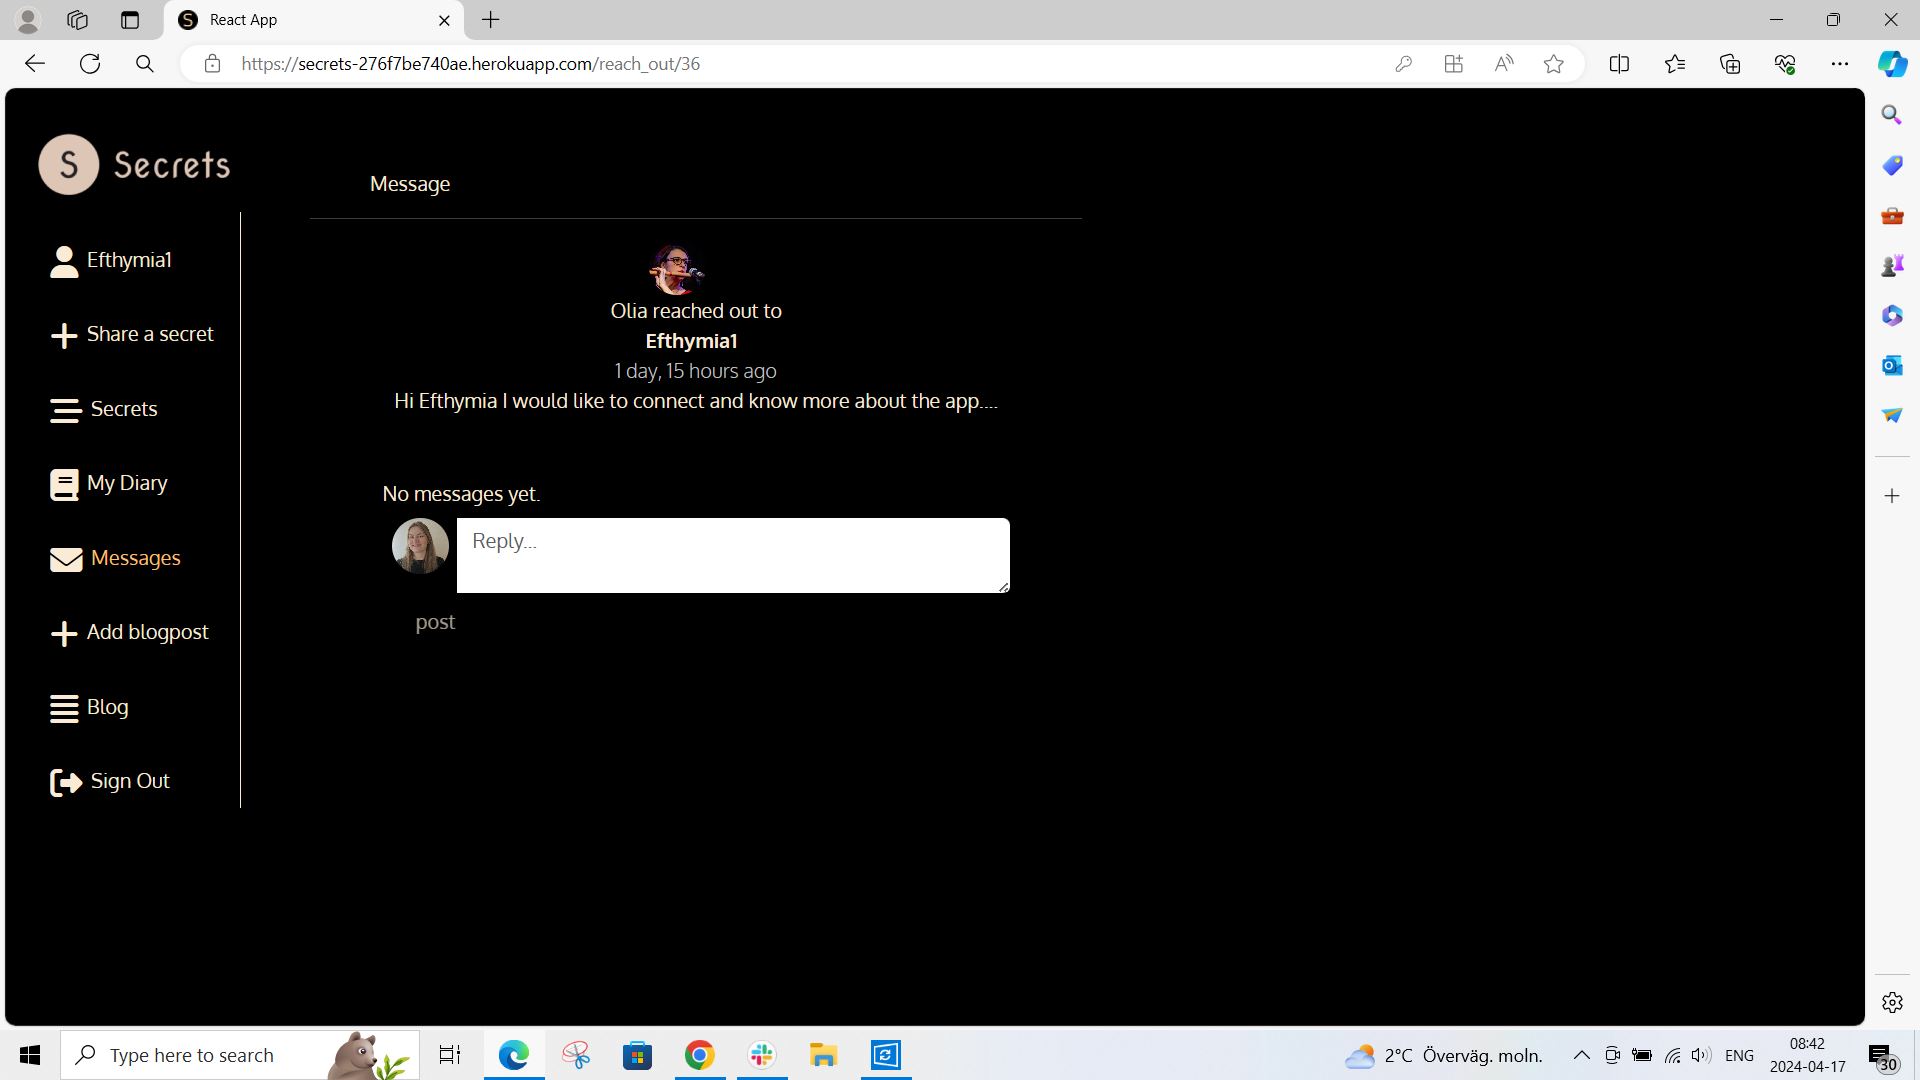 React App
https://secrets-276f7be740ae.herokuapp.com/reach_out/36
S Secrets
Efthymia1
Share a secret
Secrets
My Diary
Messages
Add blogpost
Blog
Sign Out
Message
Olia reached out to
Efthymia1
1 day, 15 hours ago
Hi Efthymia I would like to connect and know more about the app....
No messages yet.
Reply...
post
Type here to search
2°C Överväg. moln.
ENG
08:42
2024-04-17
30